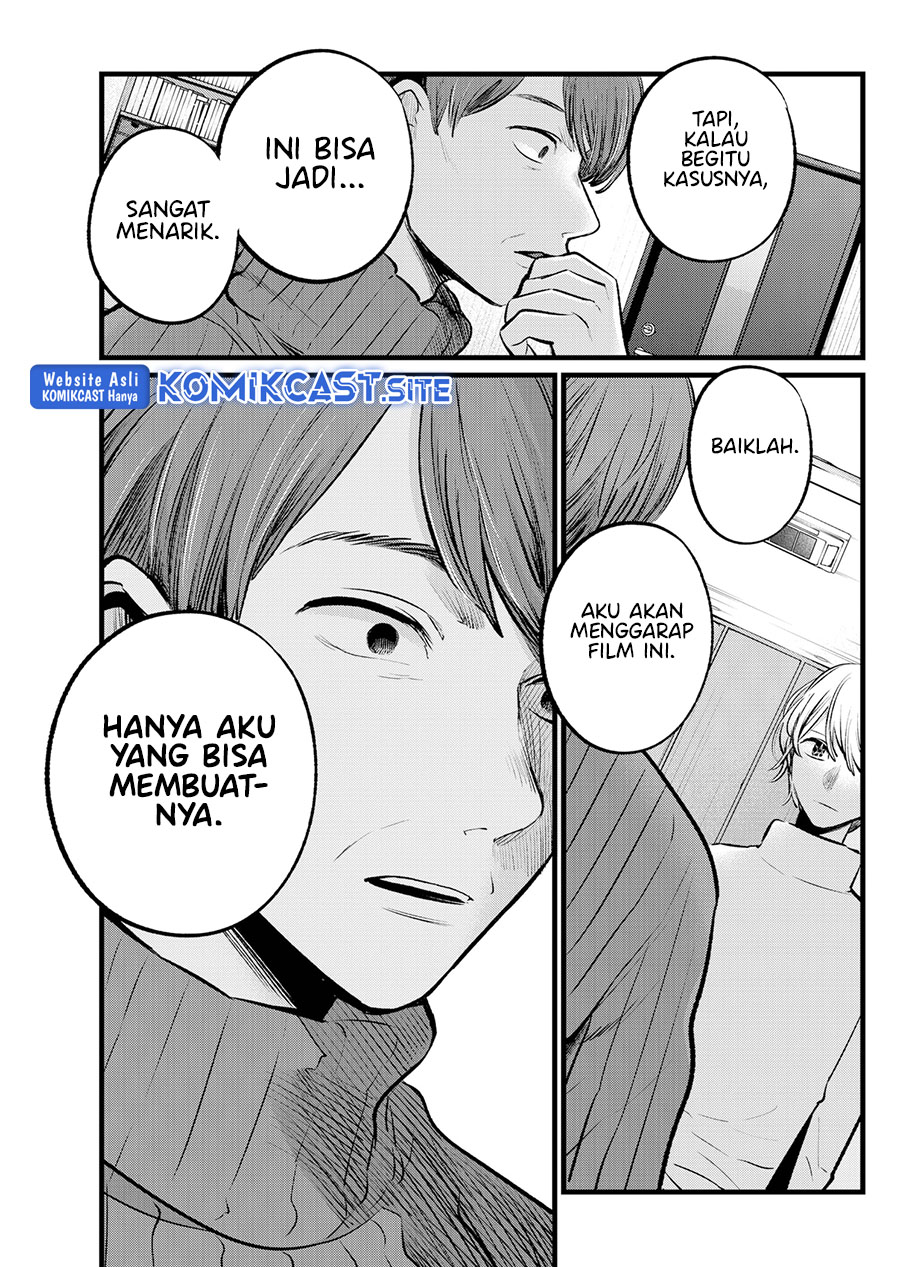 TAPI,
KALAU
BEGITU
KASUSNYA,
INI BISA
JADI...
SANGAT
MENARIK.
Website Asli
KOMIKCAST Hanya
KOMIKCAST.SITE
BAIKLAH.
AKU AKAN
MENGGARAP
FILM INI.
HANYA AKU
YANG BISA
MEMBUAT-
NYA.